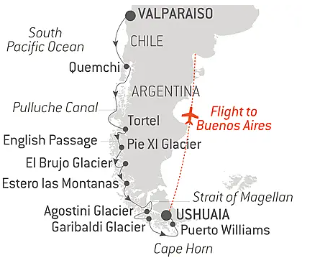 VALPARAISO
South
Pacific Ocean
CHILE
Quemchi
ARGENTINA
Pulluche Canal
Flight to
Buenos Aires
Tortel
English Passage
Pie XI Glacier
El Brujo Glacier
Estero las Montanas
Strait of Magellan
Agostini Glacier
USHUAIA
Garibaldi Glacier
Puerto Williams
Cape Horn